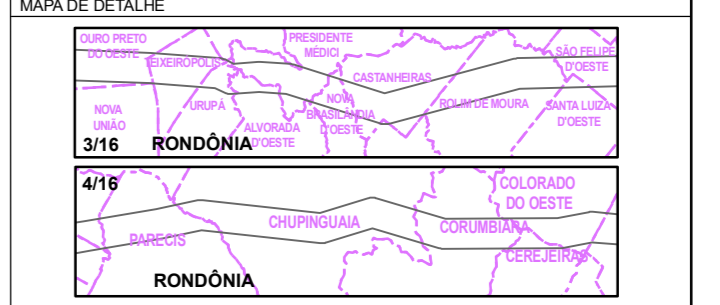 MAPA DE DETALHE
OURO PRETO
DO OESTE
TEIXEIRÓPOLIS
PRESIDENTE
MÉDICI
CASTANHEIRAS
SÃO FELIPE
D'OESTE
NOVA
UNIÃO
URUPÁ
ALVORADA
D'OESTE
NOVA
BRASILÂNDIA
D'OESTE
ROLIM DE MOURA
SANTA LUZIA
D'OESTE
3/16
RONDÔNIA
4/16
COLORADO
DO OESTE
CHUPINGUAIA
CORUMBIARA
PARECIS
CEREJEIRAS
RONDÔNIA